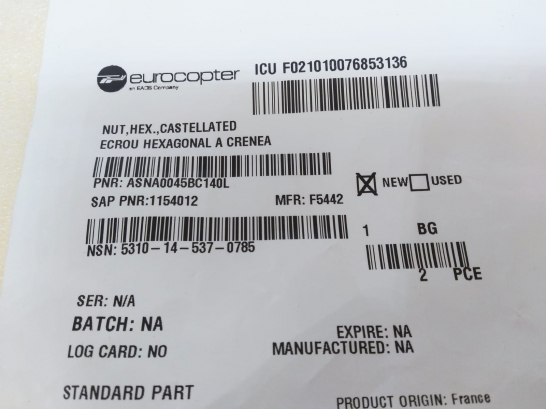 eurocopter
an EADS Company
ICU F021010076853136
NUT,HEX.,CASTELLATED
ECROU HEXAGONAL A CRENEA
PNR: ASNA0045BC140L
NEW USED
SAP PNR:1154012 MFR: F5442
1 BG
NSN: 5310-14-537-0785
2 PCE
SER: N/A
BATCH: NA
EXPIRE: NA
LOG CARD: NO
MANUFACTURED: NA
STANDARD PART
PRODUCT ORIGIN: France